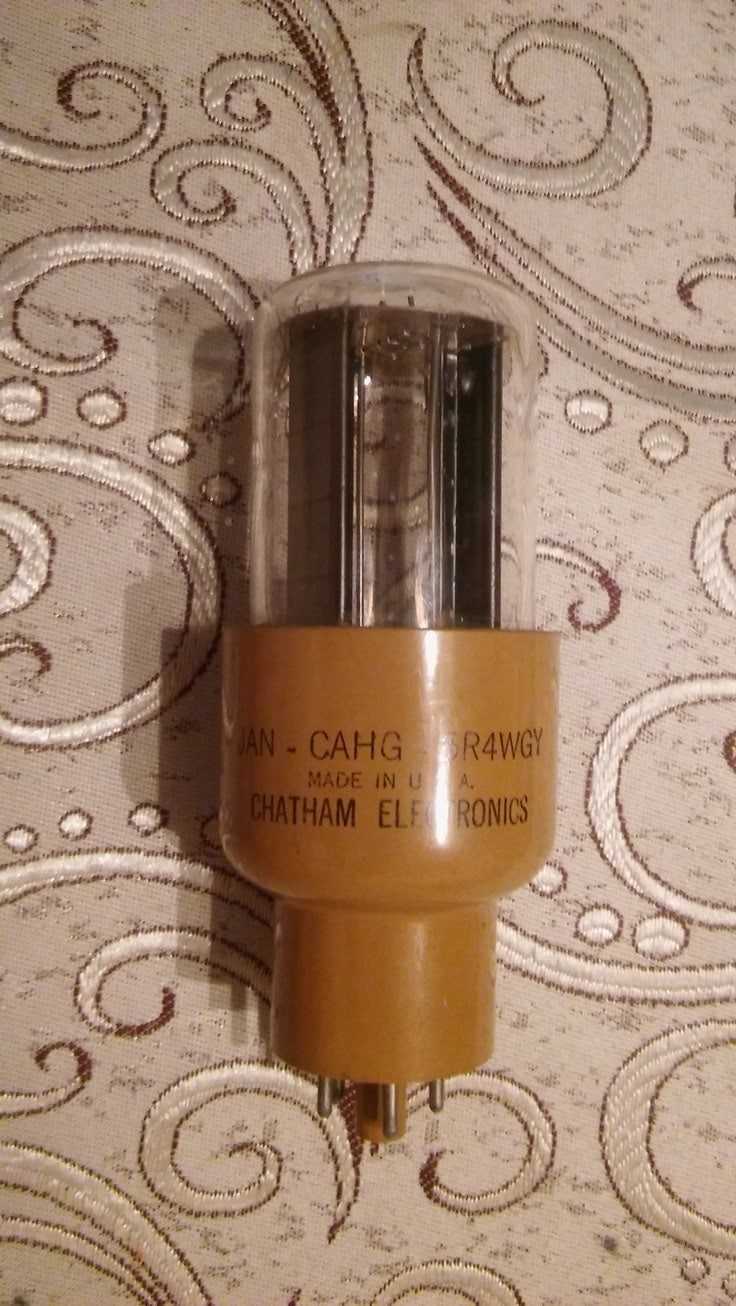 JAN - CAHG - 5R4WGY
MADE IN U.S.A.
CHATHAM ELECTRONICS